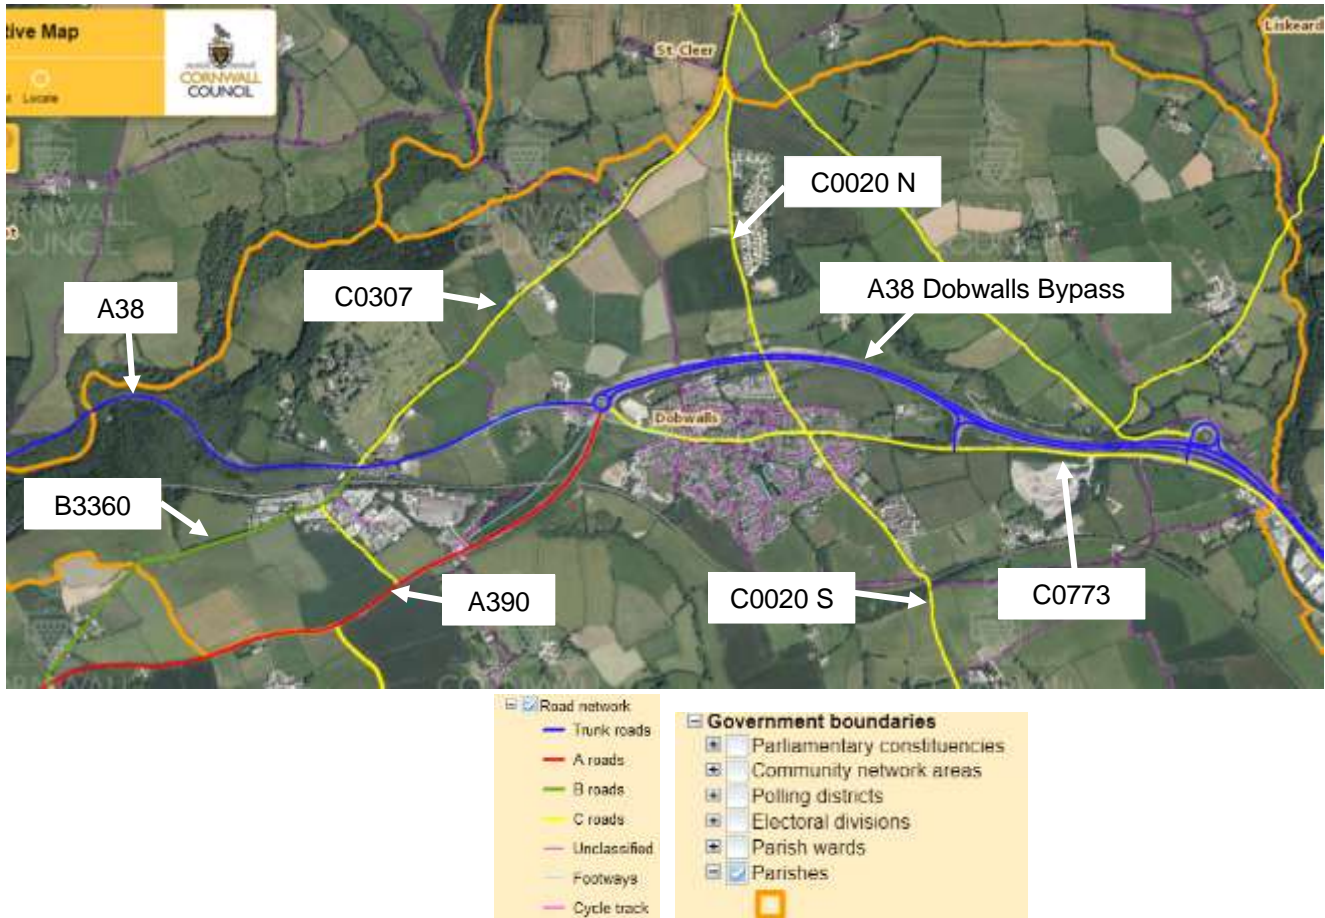 tive Map
Locate
CORNWALL
COUNCIL
St. Cleer
Liskeard
C0020 N
C0307
A38 Dobwalls Bypass
A38
Dobwalls
B3360
A390
C0020 S
C0773
CORNWALL
COUNCIL
Road network
Trunk roads
A roads
B roads
C roads
Unclassified
Footways
Cycle track
Government boundaries
Parliamentary constituencies
Community network areas
Polling districts
Electoral divisions
Parish wards
Parishes